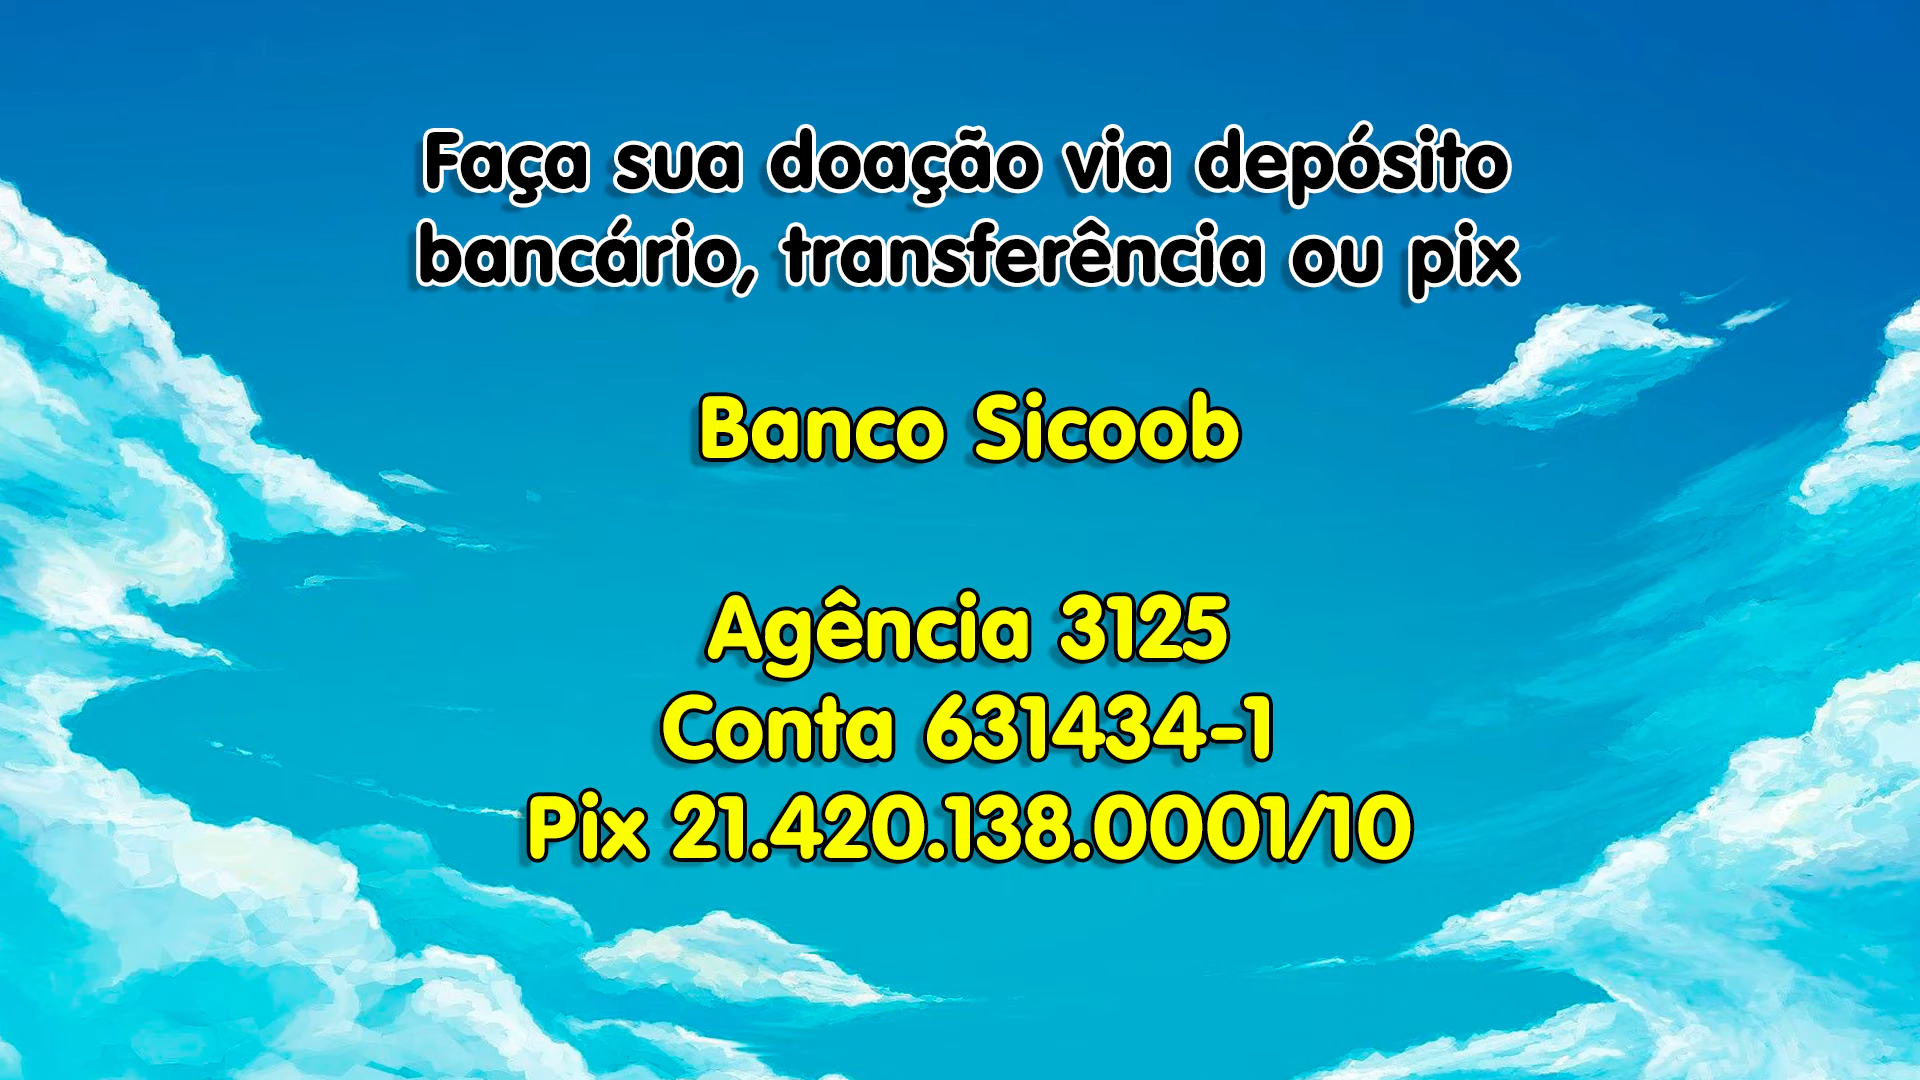 Faça sua doação via depósito
bancário, transferência ou pix
Banco Sicoob
Agência 3125
Conta 631434-1
Pix 21.420.138.0001/10